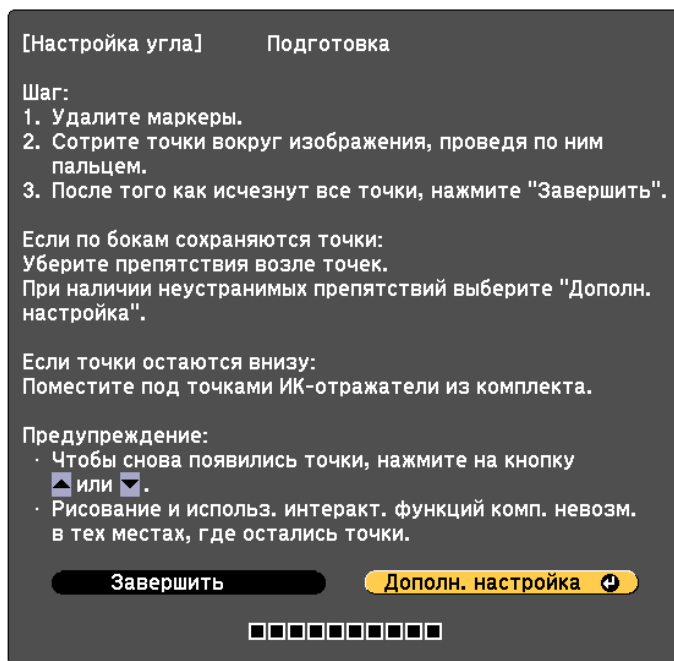 [Настройка угла] Подготовка
Шаг:
1. Удалите маркеры.
2. Сотрите точки вокруг изображения, проведя по ним
пальцем.
3. После того как исчезнут все точки, нажмите "Завершить".
Если по бокам сохраняются точки:
Уберите препятствия возле точек.
При наличии неустранимых препятствий выберите "Дополн.
настройка".
Если точки остаются внизу:
Поместите под точками ИК-отражатели из комплекта.
Предупреждение:
· Чтобы снова появились точки, нажмите на кнопку
▲ или ▼.
· Рисование и использ. интеракт. функций комп. невозм.
в тех местах, где остались точки.
Завершить Дополн. настройка